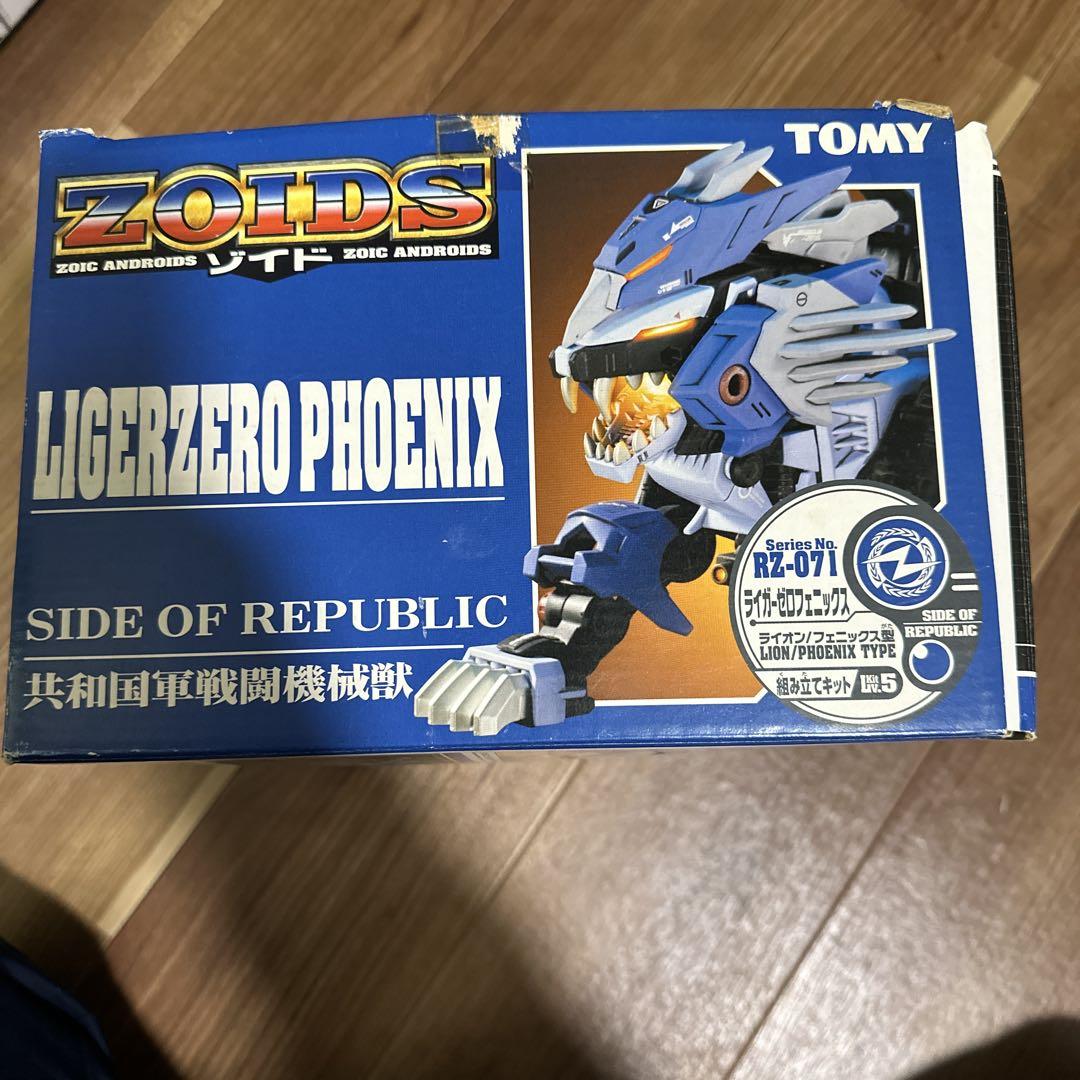 TOMY
ZOIDS
ZOIC ANDROIDS ゾイド ZOIC ANDROIDS
LIGERZERO PHOENIX
SIDE OF REPUBLIC
共和国軍戦闘機械獣
Series No.
RZ-071
ライガーゼロフェニックス
ライオン/フェニックス型
がた
LION/PHOENIX TYPE
組み立てキット
Kit
Lv.5
SIDE OF
REPUBLIC